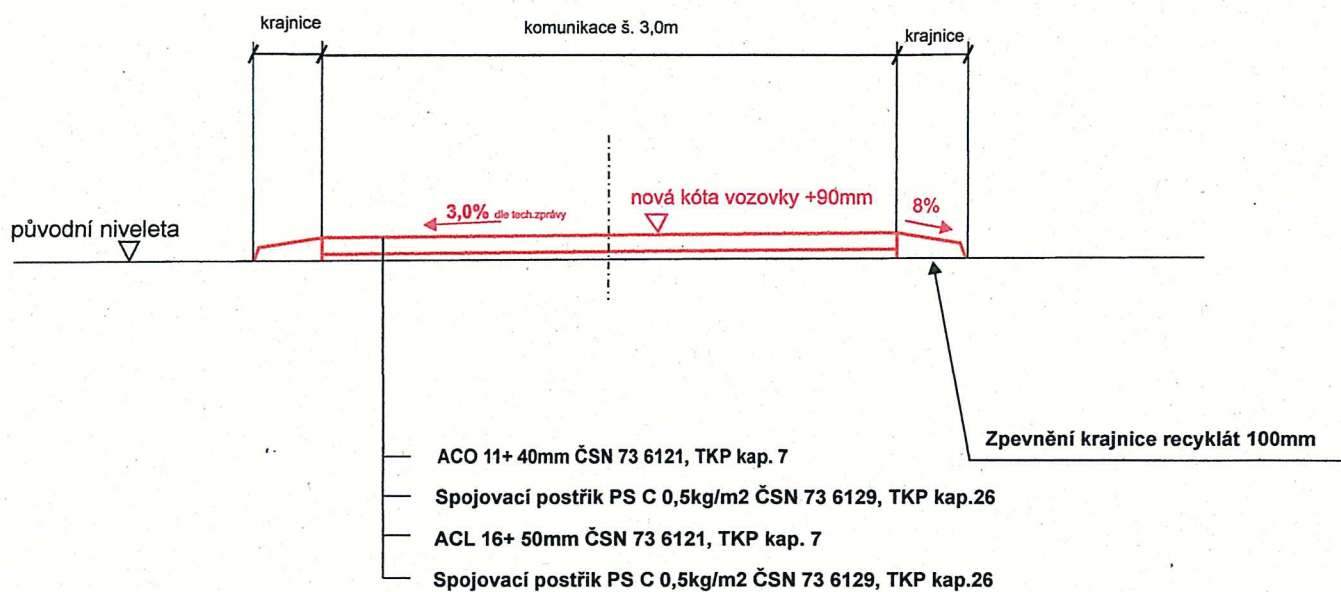 krajnice
komunikace š. 3,0m
krajnice
3,0% dle tech.zprávy
nová kóta vozovky +90mm
8%
původní niveleta
Zpevnění krajnice recyklát 100mm
ACO 11+ 40mm ČSN 73 6121, TKP kap. 7
Spojovací postřik PS C 0,5kg/m2 ČSN 73 6129, TKP kap.26
ACL 16+ 50mm ČSN 73 6121, TKP kap. 7
Spojovací postřik PS C 0,5kg/m2 ČSN 73 6129, TKP kap.26